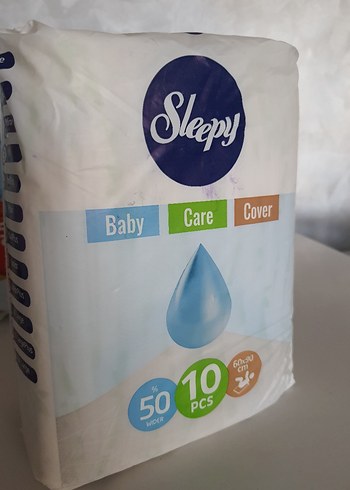 Sleepy
Baby Care Cover
% 50 WIDER
10 PCS
60x90 cm